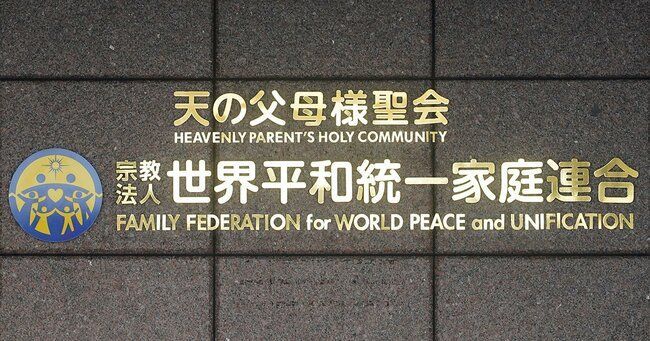 天の父母様聖会
HEAVENLY PARENT'S HOLY COMMUNITY
宗教法人 世界平和統一家庭連合
FAMILY FEDERATION for WORLD PEACE and UNIFICATION